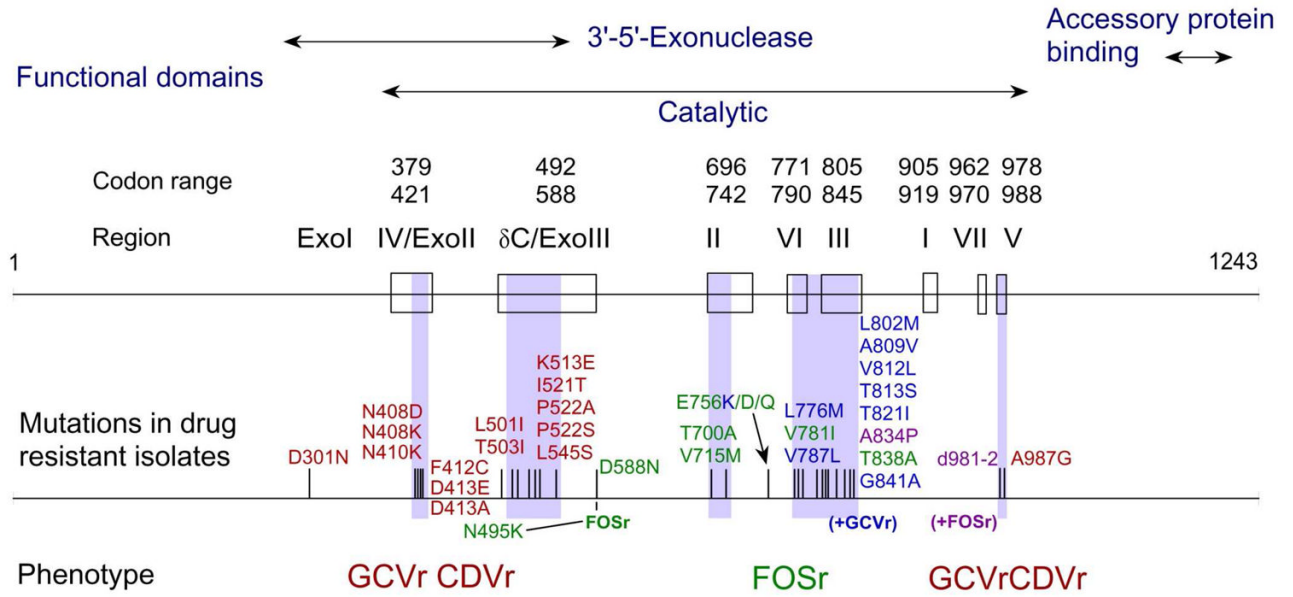 Accessory protein
binding
3'-5'-Exonuclease
Functional domains
Catalytic
Codon range
379 492 696 771 805 905 962 978
421 588 742 790 845 919 970 988
Region ExoI IV/ExoII δC/ExoIII II VI III I VII V
1 1243
Mutations in drug
resistant isolates
D301N
N408D
N408K
N410K
F412C
D413E
D413A
L501I
T503I
K513E
I521T
P522A
P522S
L545S
D588N
N495K
FOSr
E756K/D/Q
T700A
V715M
L776M
V781I
V787L
L802M
A809V
V812L
T813S
T821I
A834P
T838A
G841A
(+GCVr)
d981-2
A987G
(+FOSr)
Phenotype GCVr CDVr FOSr GCVrCDVr